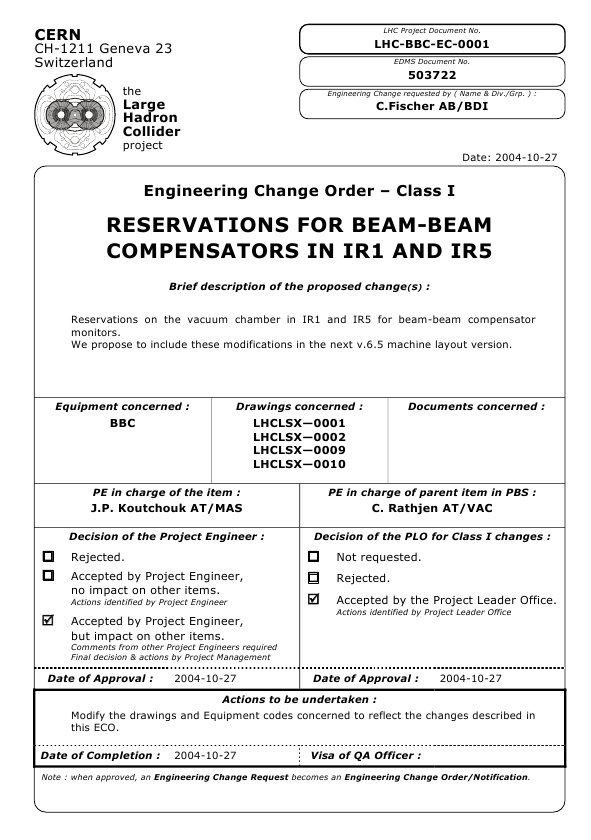 CERN
CH-1211 Geneva 23
Switzerland
the
Large
Hadron
Collider
project
LHC Project Document No.
LHC-BBC-EC-0001
EDMS Document No.
503722
Engineering Change requested by ( Name & Div./Grp. ) :
C.Fischer AB/BDI
Date: 2004-10-27
Engineering Change Order – Class I
RESERVATIONS FOR BEAM-BEAM
COMPENSATORS IN IR1 AND IR5
Brief description of the proposed change(s) :
Reservations on the vacuum chamber in IR1 and IR5 for beam-beam compensator
monitors.
We propose to include these modifications in the next v.6.5 machine layout version.
Equipment concerned :
BBC
Drawings concerned :
LHCLSX—0001
LHCLSX—0002
LHCLSX—0009
LHCLSX—0010
Documents concerned :
PE in charge of the item :
J.P. Koutchouk AT/MAS
PE in charge of parent item in PBS :
C. Rathjen AT/VAC
Decision of the Project Engineer :
Rejected.
Accepted by Project Engineer,
no impact on other items.
Actions identified by Project Engineer
Accepted by Project Engineer,
but impact on other items.
Comments from other Project Engineers required
Final decision & actions by Project Management
Decision of the PLO for Class I changes :
Not requested.
Rejected.
Accepted by the Project Leader Office.
Actions identified by Project Leader Office
Date of Approval : 2004-10-27
Date of Approval : 2004-10-27
Actions to be undertaken :
Modify the drawings and Equipment codes concerned to reflect the changes described in
this ECO.
Date of Completion : 2004-10-27
Visa of QA Officer :
Note : when approved, an Engineering Change Request becomes an Engineering Change Order/Notification.